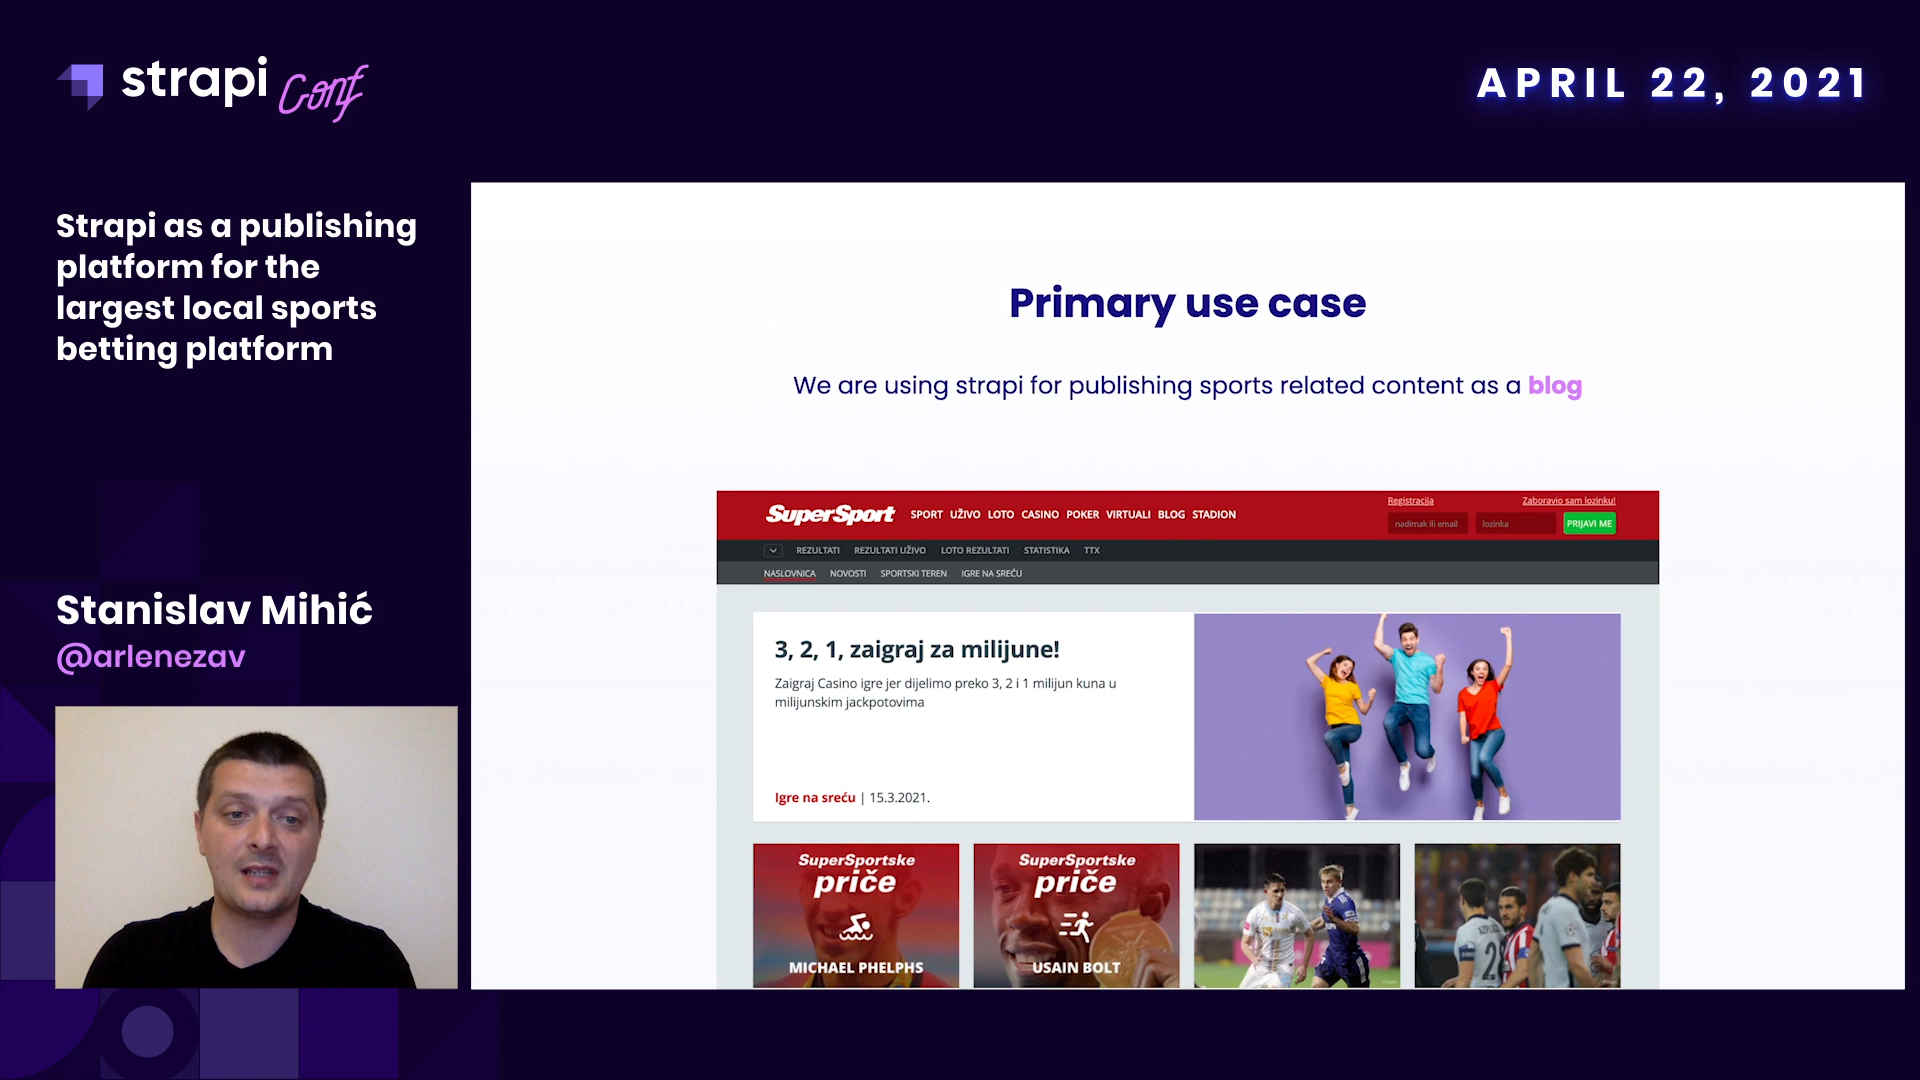 strapi Conf
APRIL 22, 2021
Strapi as a publishing
platform for the
largest local sports
betting platform
Stanislav Mihić
@arlenezav
Primary use case
We are using strapi for publishing sports related content as a blog
SuperSport SPORT UŽIVO LOTO CASINO POKER VIRTUALI BLOG STADION
Registracija Zaboravio sam lozinku!
nadimak ili email lozinka PRIJAVI ME
REZULTATI REZULTATI UŽIVO LOTO REZULTATI STATISTIKA TTX
NASLOVNICA NOVOSTI SPORTSKI TEREN IGRE NA SREĆU
3, 2, 1, zaigraj za milijune!
Zaigraj Casino igre jer dijelimo preko 3, 2 i 1 milijun kuna u
milijunskim jackpotovima
Igre na sreću | 15.3.2021.
SuperSportske
priče
MICHAEL PHELPHS
SuperSportske
priče
USAIN BOLT